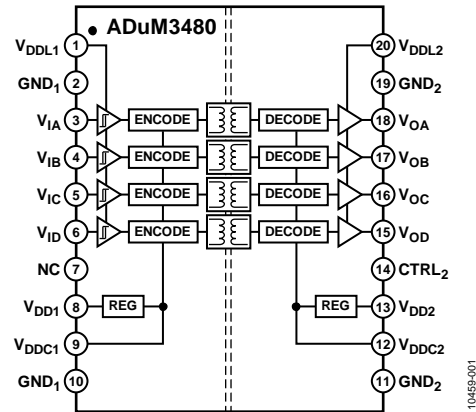 ADuM3480
VDDL1 1
20 VDDL2
GND1 2
19 GND2
VIA 3
ENCODE
DECODE
18 VOA
VIB 4
ENCODE
DECODE
17 VOB
VIC 5
ENCODE
DECODE
16 VOC
VID 6
ENCODE
DECODE
15 VOD
NC 7
14 CTRL2
VDD1 8
REG
REG
13 VDD2
VDDC1 9
12 VDDC2
GND1 10
11 GND2
10459-001